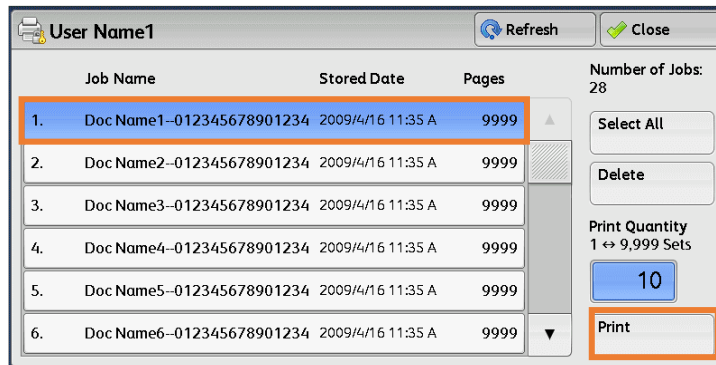 User Name1
Refresh
Close
Job Name Stored Date Pages
Number of Jobs:
28
1. Doc Name1--012345678901234 2009/4/16 11:35 A 9999
Select All
2. Doc Name2--012345678901234 2009/4/16 11:35 A 9999
Delete
3. Doc Name3--012345678901234 2009/4/16 11:35 A 9999
Print Quantity
1 ↔ 9,999 Sets
4. Doc Name4--012345678901234 2009/4/16 11:35 A 9999
10
5. Doc Name5--012345678901234 2009/4/16 11:35 A 9999
Print
6. Doc Name6--012345678901234 2009/4/16 11:35 A 9999